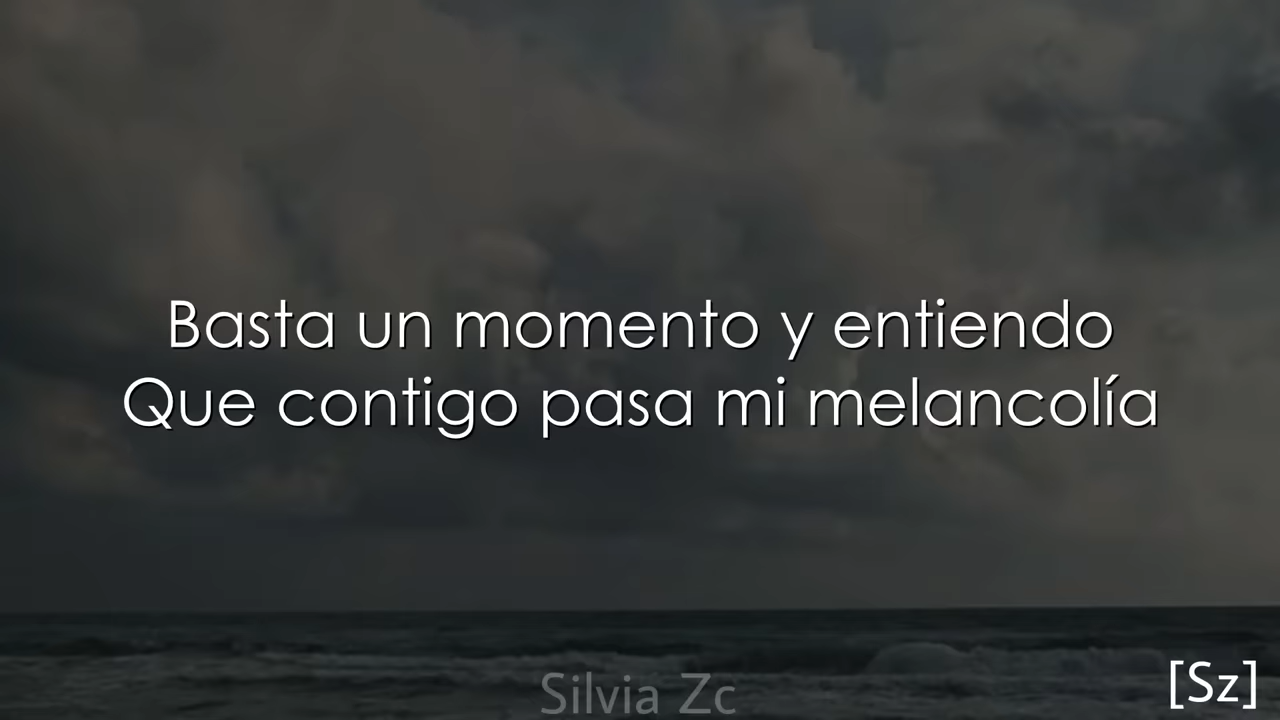 Basta un momento y entiendo
Que contigo pasa mi melancolía
Silvia Zc
[Sz]